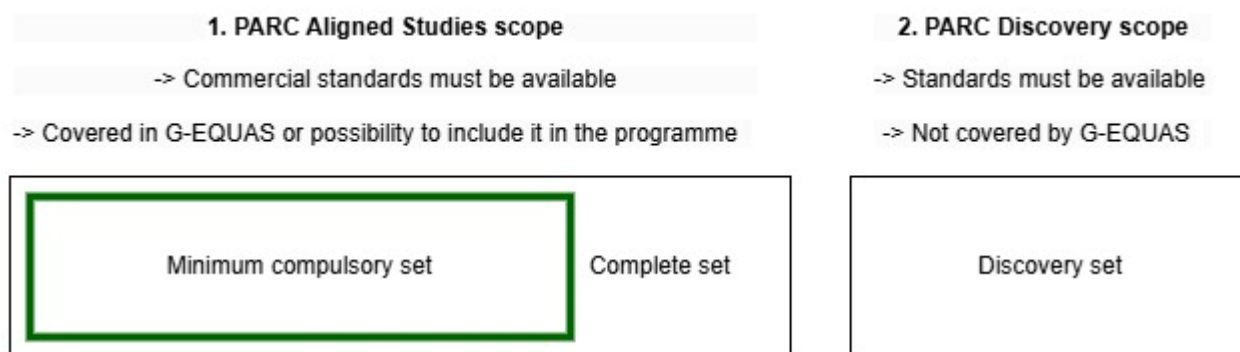 1. PARC Aligned Studies scope
-> Commercial standards must be available
-> Covered in G-EQUAS or possibility to include it in the programme
Minimum compulsory set
Complete set
2. PARC Discovery scope
-> Standards must be available
-> Not covered by G-EQUAS
Discovery set